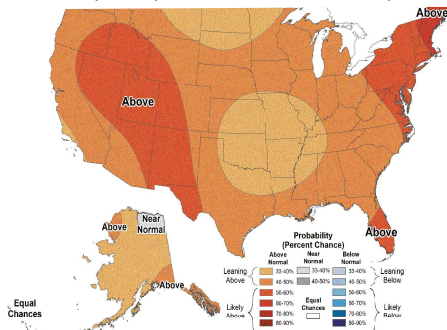 Above
Above
Above
Above
Near
Normal
Above
Equal
Chances
Probability
(Percent Chance)
Above
Normal
Near
Normal
Below
Normal
Leaning
Above
33-40%
40-50%
50-60%
60-70%
70-80%
80-90%
Likely
Above
33-40%
40-50%
Equal
Chances
33-40%
40-50%
50-60%
60-70%
70-80%
80-90%
Leaning
Below
Likely
Below